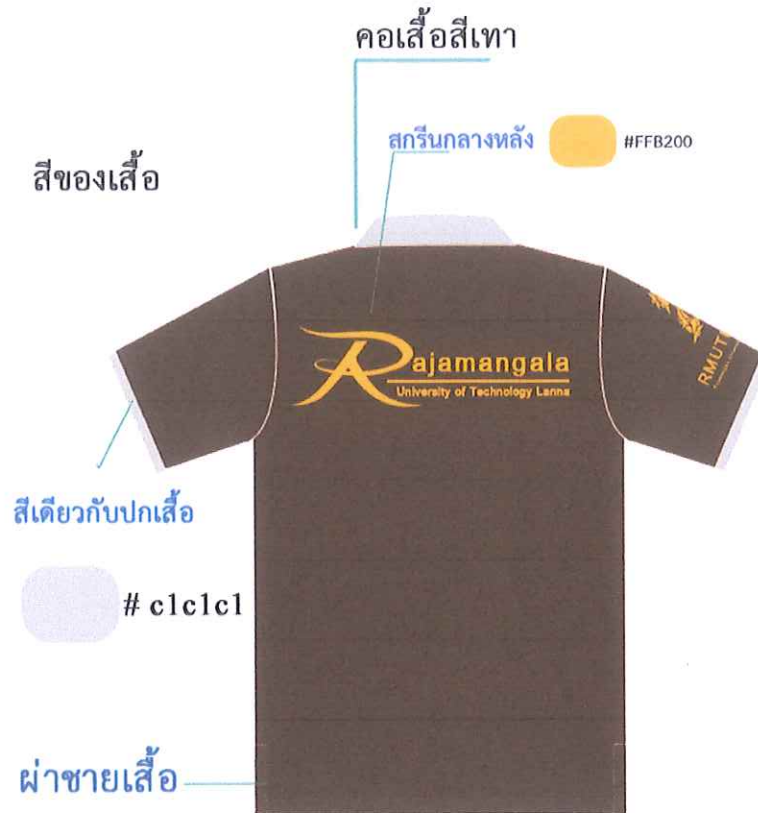 คอเสื้อสีเทา
สกรีนกลางหลัง
#FFB200
สีของเสื้อ
Rajamangala
University of Technology Lanna
สีเดียวกับปกเสื้อ
# c1c1c1
ผ่าชายเสื้อ